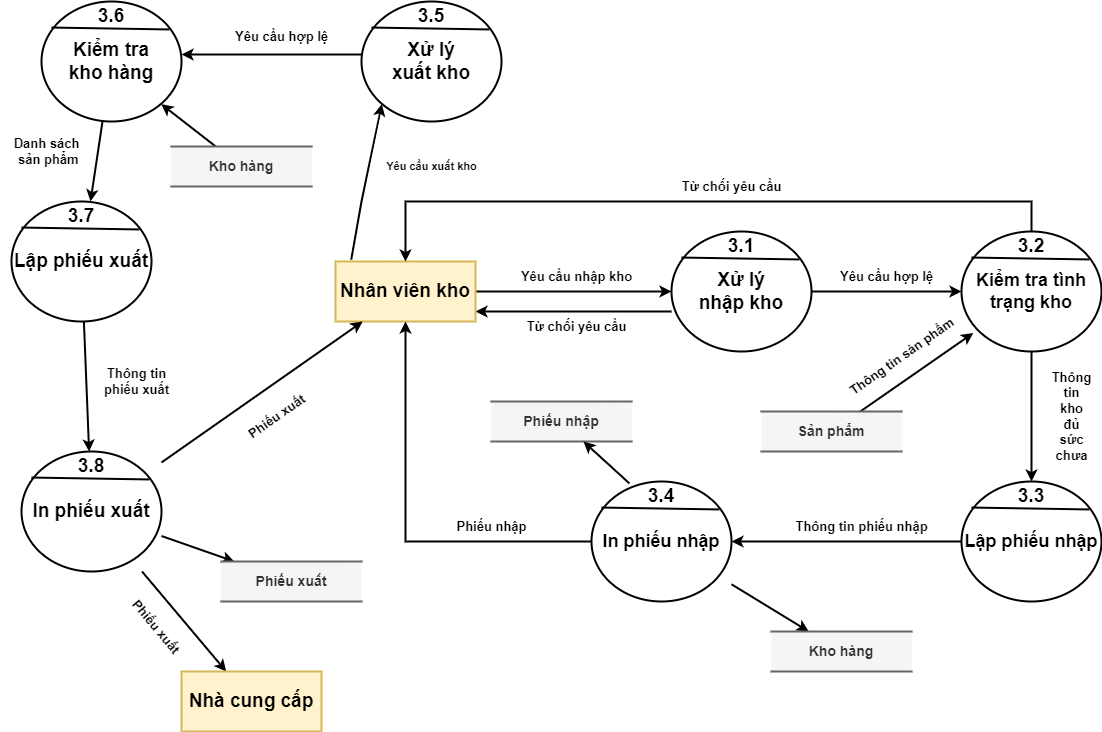 3.6
Kiểm tra
kho hàng
Yêu cầu hợp lệ
3.5
Xử lý
xuất kho
Danh sách
sản phẩm
Kho hàng
Yêu cầu xuất kho
Từ chối yêu cầu
3.7
Lập phiếu xuất
Nhân viên kho
Yêu cầu nhập kho
Từ chối yêu cầu
3.1
Xử lý
nhập kho
Yêu cầu hợp lệ
3.2
Kiểm tra tình
trạng kho
Thông tin sản phẩm
Thông tin
phiếu xuất
Phiếu xuất
Phiếu nhập
Sản phẩm
Thông
tin
kho
đủ
sức
chưa
3.8
In phiếu xuất
Phiếu nhập
3.4
In phiếu nhập
Thông tin phiếu nhập
3.3
Lập phiếu nhập
Phiếu xuất
Phiếu xuất
Kho hàng
Nhà cung cấp